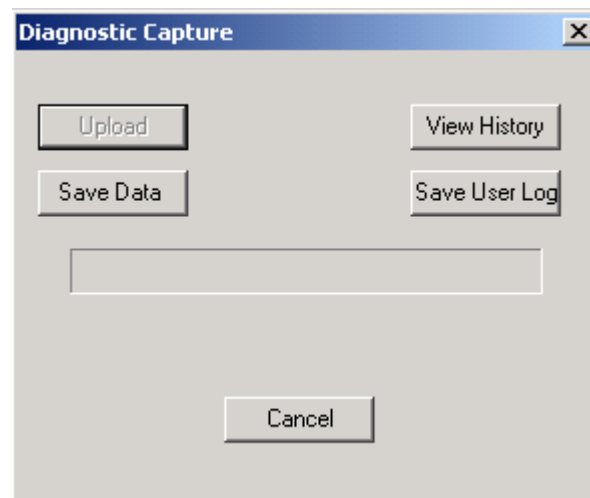 Diagnostic Capture
Upload
View History
Save Data
Save User Log
Cancel